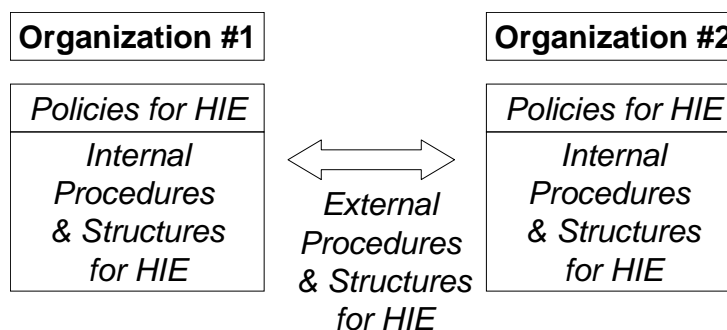 Organization #1
Organization #2
Policies for HIE
Internal
Procedures
& Structures
for HIE
External
Procedures
& Structures
for HIE
Policies for HIE
Internal
Procedures
& Structures
for HIE